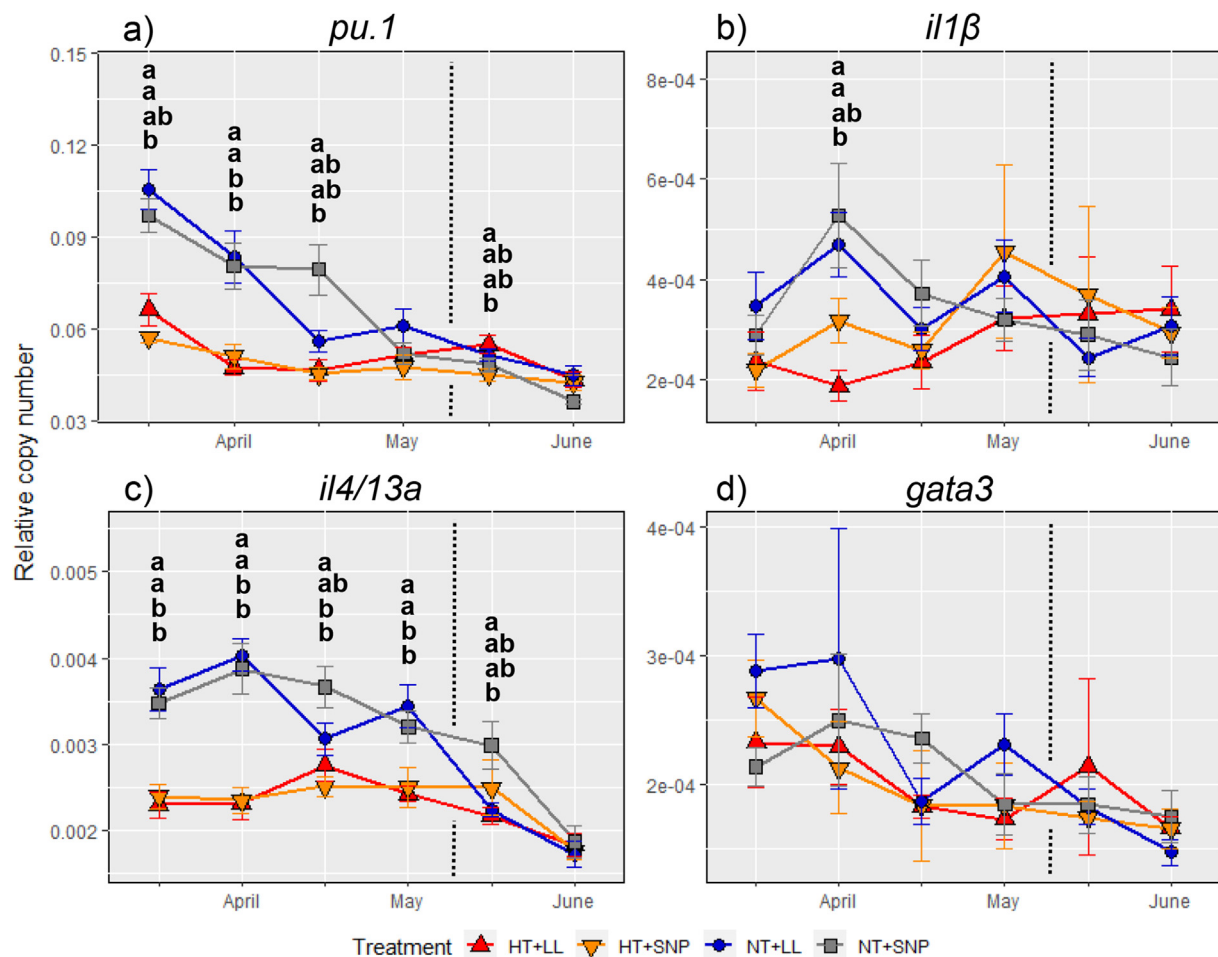 a) pu.1
0.15
0.12
0.09
0.06
0.03
a
a
ab
b
a
a
b
b
a
ab
ab
b
a
ab
ab
b
April May June
b) il1β
8e-04
6e-04
4e-04
2e-04
a
a
ab
b
April May June
Relative copy number
c) il4/13a
0.005
0.004
0.003
0.002
a
a
b
b
a
a
b
b
a
ab
b
b
a
a
b
b
a
ab
ab
b
April May June
d) gata3
4e-04
3e-04
2e-04
April May June
Treatment HT+LL HT+SNP NT+LL NT+SNP